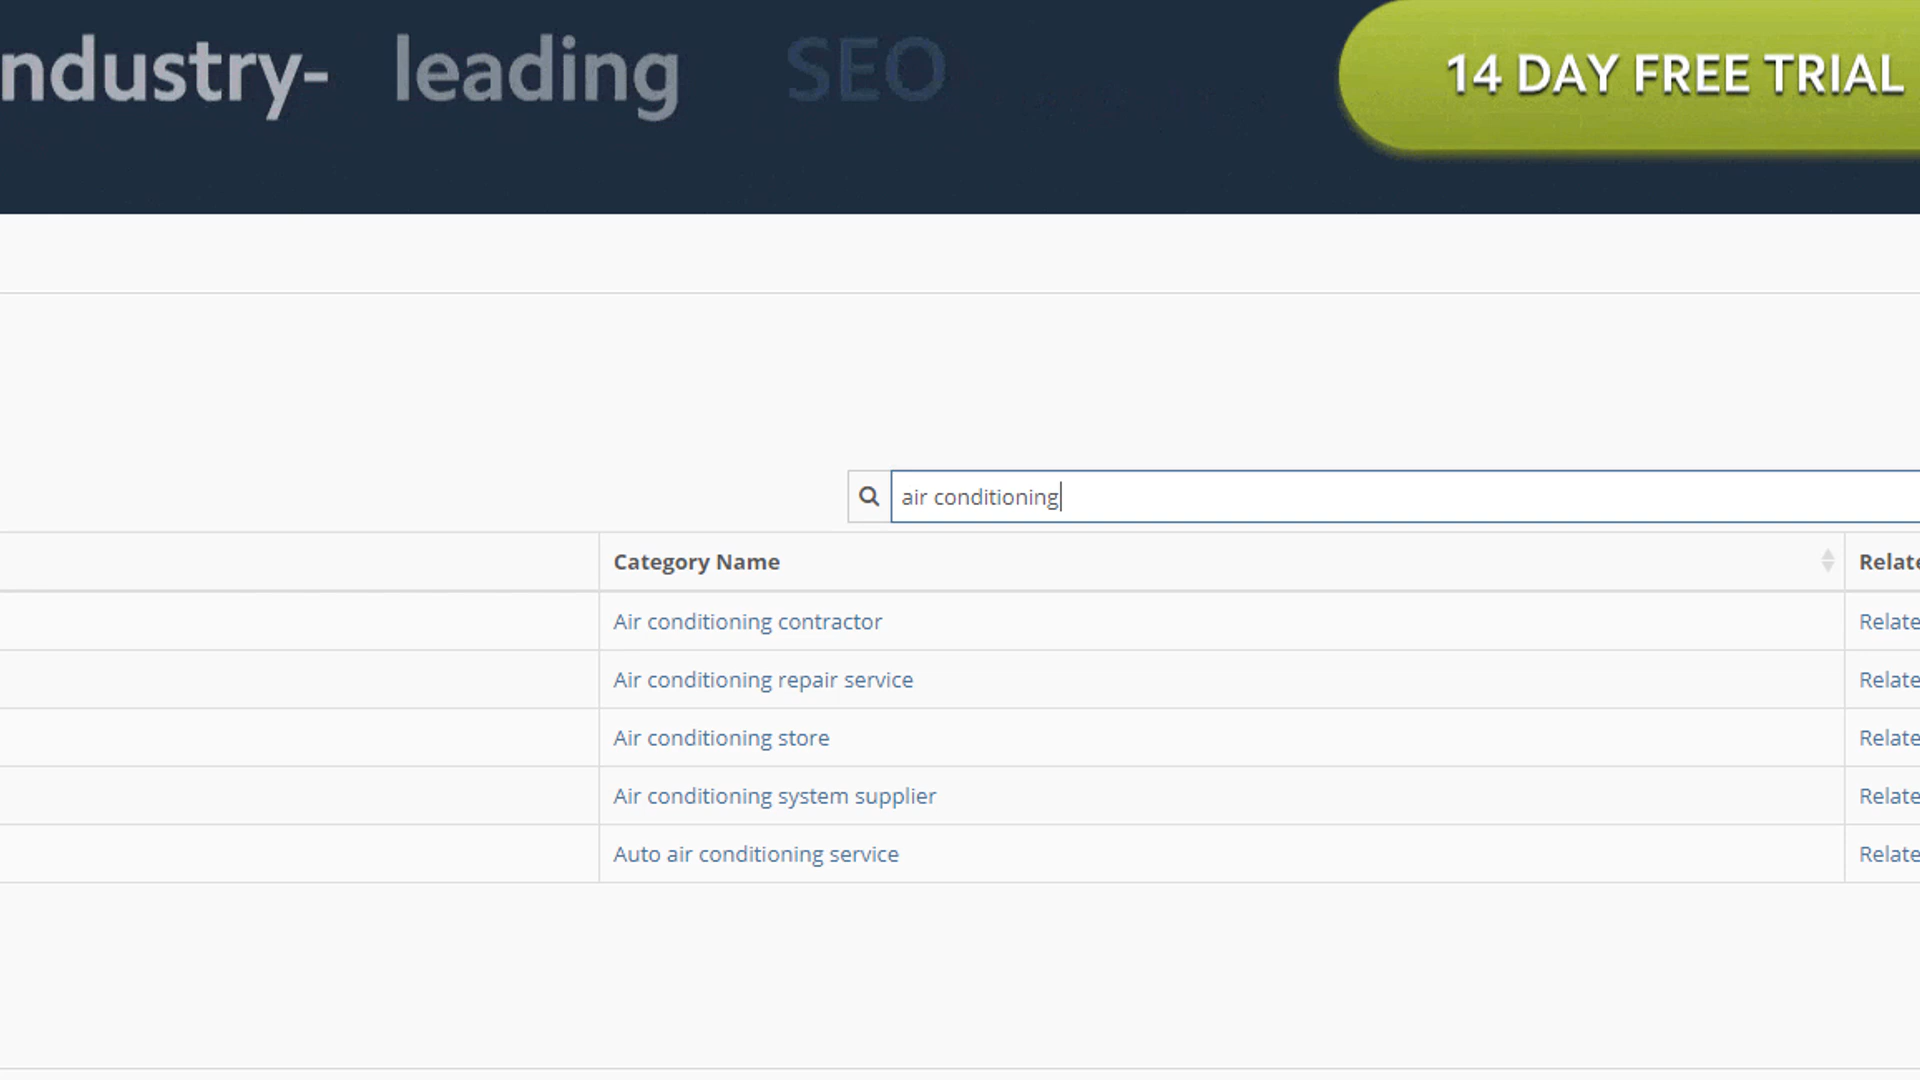 ndustry- leading SEO
14 DAY FREE TRIAL
air conditioning
Category Name Relate
Air conditioning contractor Relate
Air conditioning repair service Relate
Air conditioning store Relate
Air conditioning system supplier Relate
Auto air conditioning service Relate